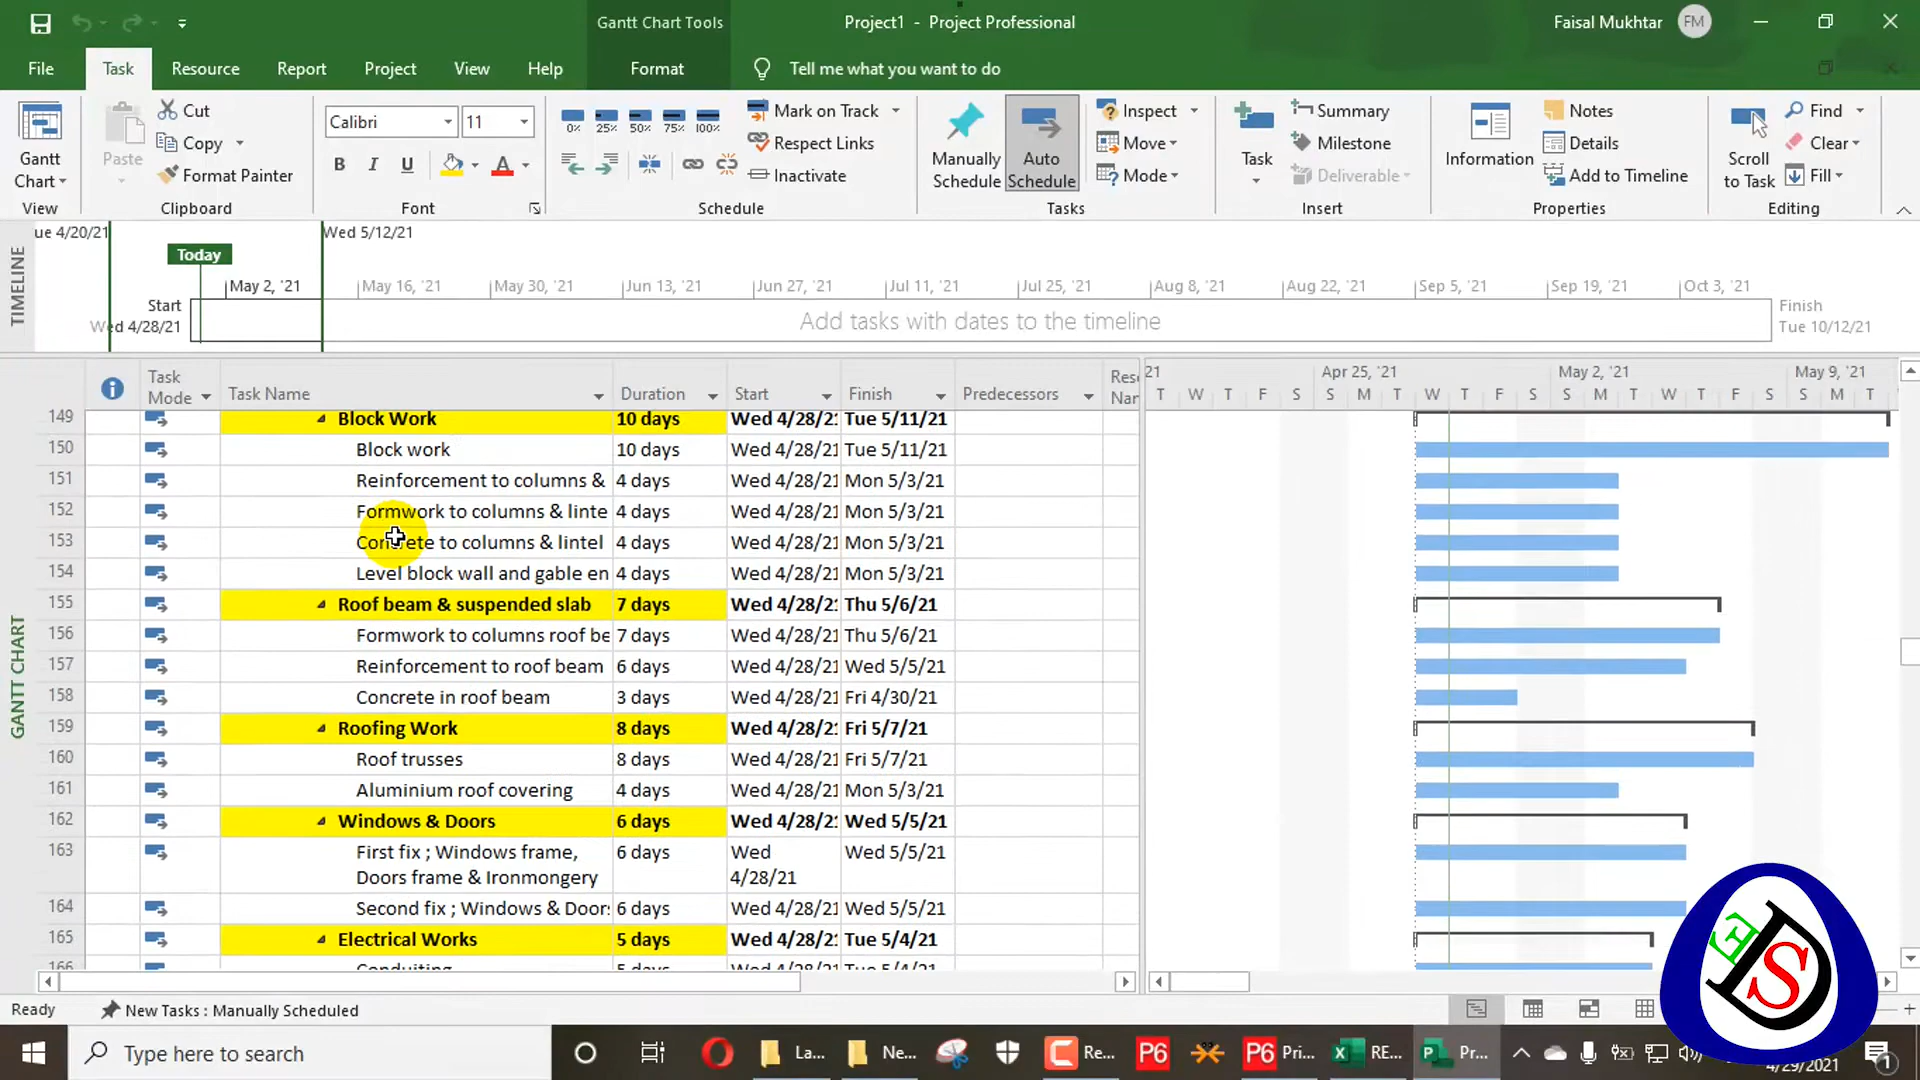 Gantt Chart Tools
Project1 - Project Professional
Faisal Mukhtar FM
File Task Resource Report Project View Help Format Tell me what you want to do
Gantt Chart
View
Paste
Cut
Copy
Format Painter
Clipboard
Calibri 11
B I U A
Font
0% 25% 50% 75% 100%
Mark on Track
Respect Links
Inactivate
Schedule
Manually Schedule
Auto Schedule
Inspect
Move
Mode
Tasks
Task
Summary
Milestone
Deliverable
Insert
Information
Notes
Details
Add to Timeline
Properties
Scroll to Task
Find
Clear
Fill
Editing
TIMELINE
ue 4/20/21
Wed 5/12/21
Today
May 2, '21 May 16, '21 May 30, '21 Jun 13, '21 Jun 27, '21 Jul 11, '21 Jul 25, '21 Aug 8, '21 Aug 22, '21 Sep 5, '21 Sep 19, '21 Oct 3, '21
Start
Wed 4/28/21
Add tasks with dates to the timeline
Finish
Tue 10/12/21
GANTT CHART
Task Mode Task Name Duration Start Finish Predecessors Resc Nar
21 Apr 25, '21 May 2, '21 May 9, '21
T W T F S S M T W T F S S M T W T F S S M T
149 Block Work 10 days Wed 4/28/2: Tue 5/11/21
150 Block work 10 days Wed 4/28/21 Tue 5/11/21
151 Reinforcement to columns & 4 days Wed 4/28/21 Mon 5/3/21
152 Formwork to columns & linte 4 days Wed 4/28/21 Mon 5/3/21
153 Concrete to columns & lintel 4 days Wed 4/28/21 Mon 5/3/21
154 Level block wall and gable en 4 days Wed 4/28/21 Mon 5/3/21
155 Roof beam & suspended slab 7 days Wed 4/28/2: Thu 5/6/21
156 Formwork to columns roof be 7 days Wed 4/28/21 Thu 5/6/21
157 Reinforcement to roof beam 6 days Wed 4/28/21 Wed 5/5/21
158 Concrete in roof beam 3 days Wed 4/28/21 Fri 4/30/21
159 Roofing Work 8 days Wed 4/28/2: Fri 5/7/21
160 Roof trusses 8 days Wed 4/28/21 Fri 5/7/21
161 Aluminium roof covering 4 days Wed 4/28/21 Mon 5/3/21
162 Windows & Doors 6 days Wed 4/28/2: Wed 5/5/21
163 First fix ; Windows frame, 6 days Wed Wed 5/5/21
Doors frame & Ironmongery 4/28/21
164 Second fix ; Windows & Doors 6 days Wed 4/28/21 Wed 5/5/21
165 Electrical Works 5 days Wed 4/28/2: Tue 5/4/21
166 Conduiting 5 days Wed 4/28/21 Tue 5/4/21
Ready New Tasks : Manually Scheduled
Type here to search
La... Ne... Re... P6 P6 Pri... RE... Pr...
4/29/2021
1